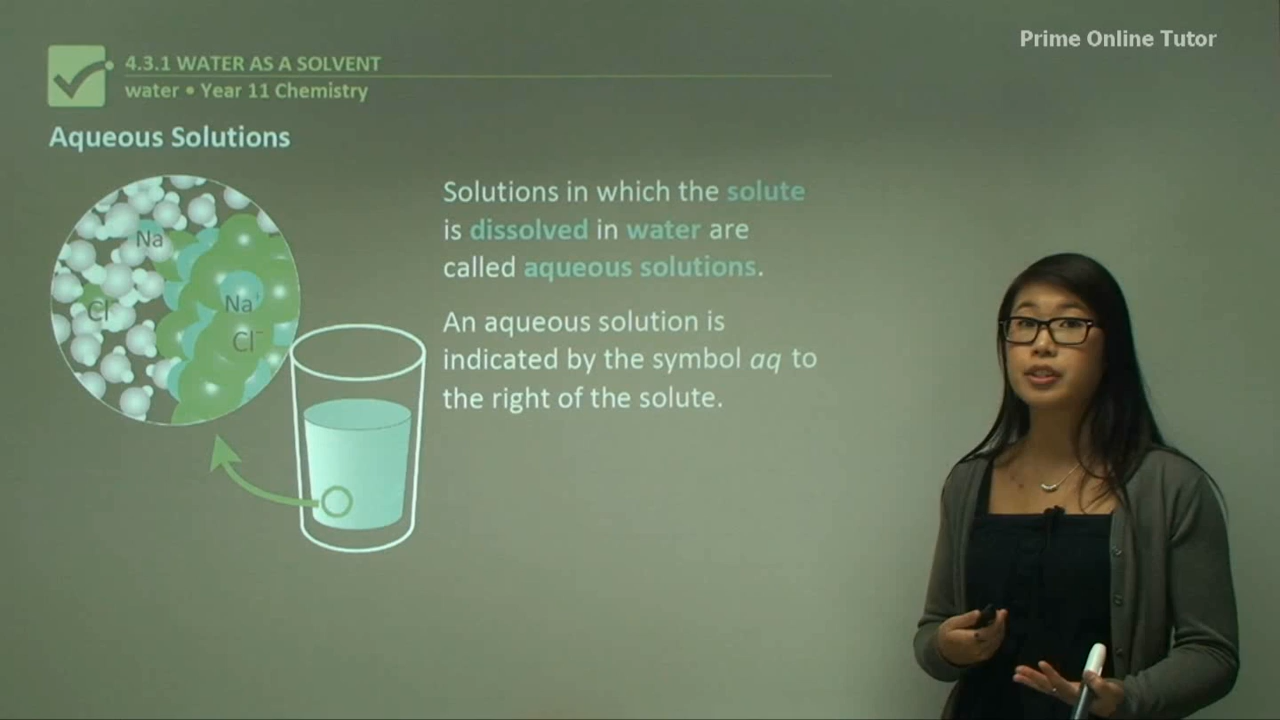 Prime Online Tutor
4.3.1 WATER AS A SOLVENT
water • Year 11 Chemistry
Aqueous Solutions
Solutions in which the solute
is dissolved in water are
called aqueous solutions.
An aqueous solution is
indicated by the symbol aq to
the right of the solute.
Na
Na⁺
Cl
Cl⁻